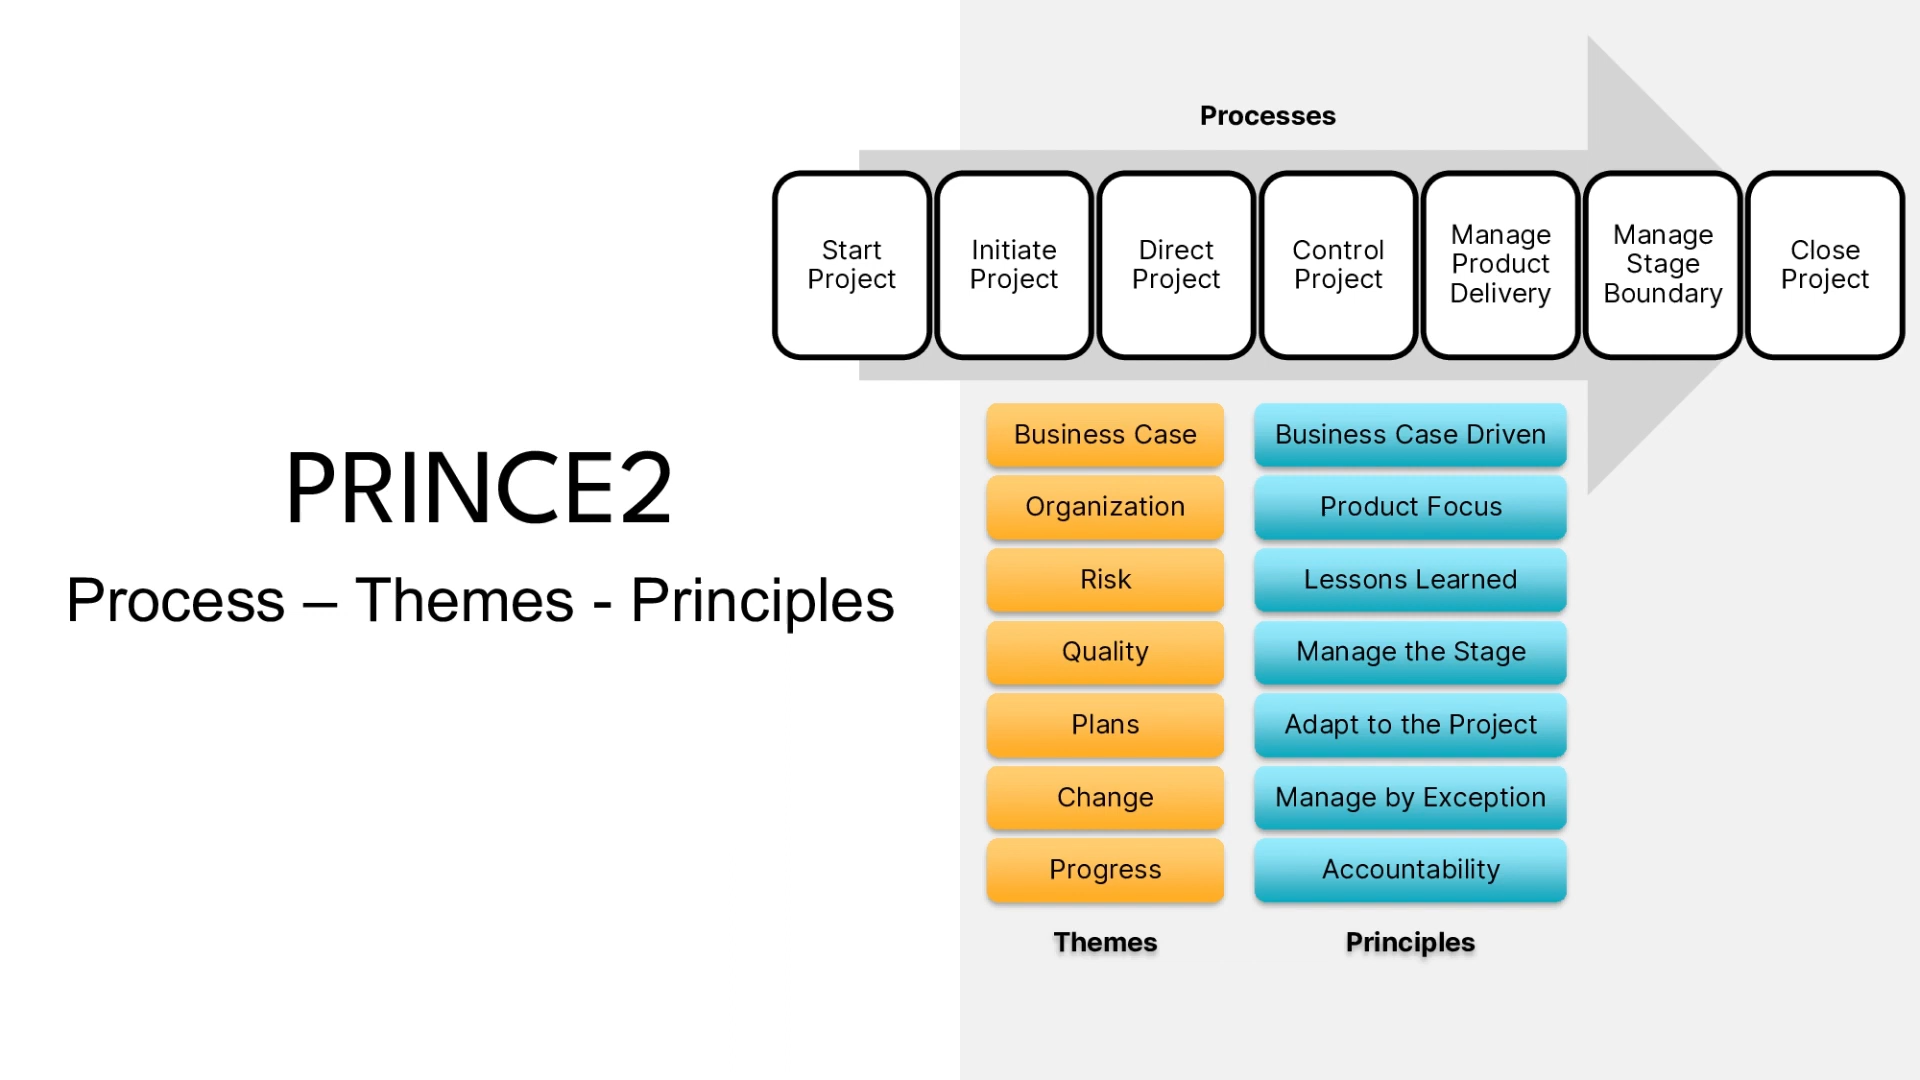 PRINCE2
Process – Themes - Principles
Processes
Start
Project
Initiate
Project
Direct
Project
Control
Project
Manage
Product
Delivery
Manage
Stage
Boundary
Close
Project
Business Case
Organization
Risk
Quality
Plans
Change
Progress
Themes
Business Case Driven
Product Focus
Lessons Learned
Manage the Stage
Adapt to the Project
Manage by Exception
Accountability
Principles